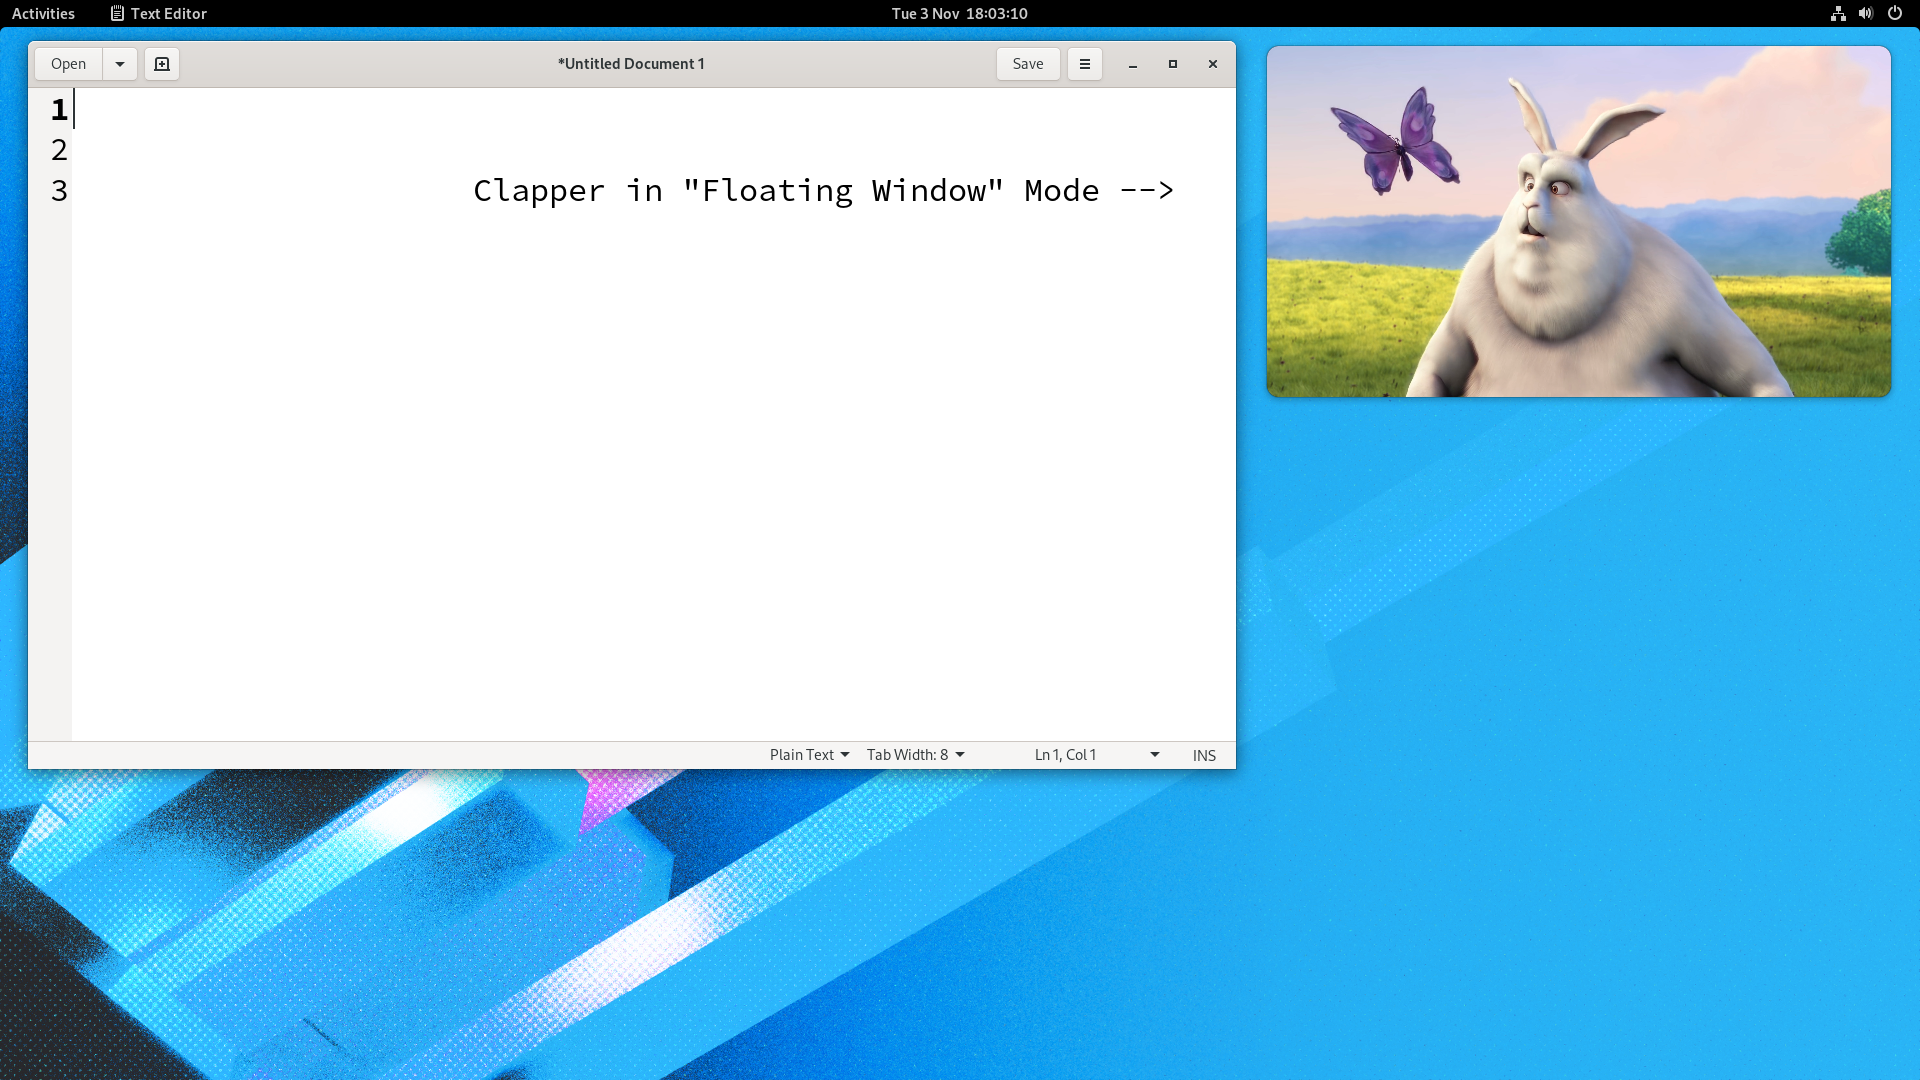 Activities Text Editor Tue 3 Nov 18:03:10
Open *Untitled Document 1 Save
1
2
3 Clapper in "Floating Window" Mode -->
Plain Text Tab Width: 8 Ln 1, Col 1 INS